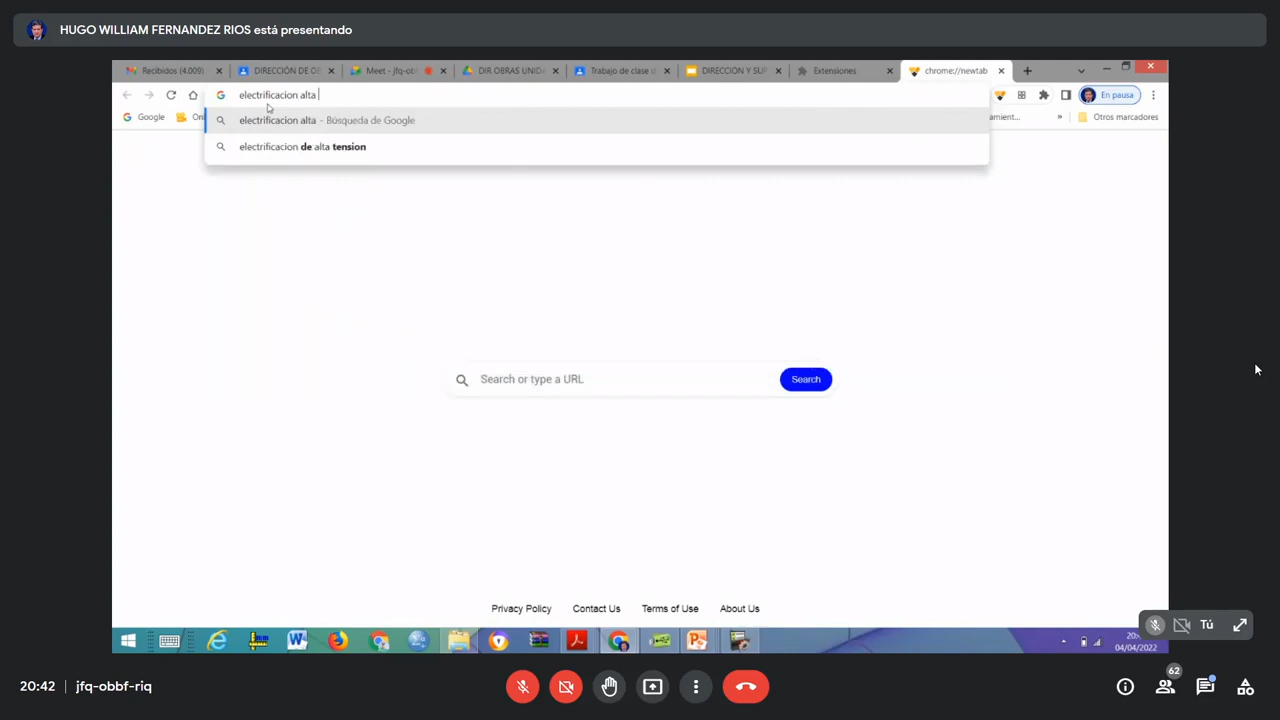 HUGO WILLIAM FERNANDEZ RIOS está presentando
Recibidos (4.009)
DIRECCIÓN DE OB
Meet - jfq-ob
DIR OBRAS UNID
Trabajo de clase d
DIRECCIÓN Y SUP
Extensiones
chrome://newtab
electrificacion alta
En pausa
electrificacion alta - Búsqueda de Google
Google
Otros marcadores
electrificacion de alta tension
Search or type a URL
Search
Privacy Policy
Contact Us
Terms of Use
About Us
Tú
04/04/2022
20:42 | jfq-obbf-riq
62